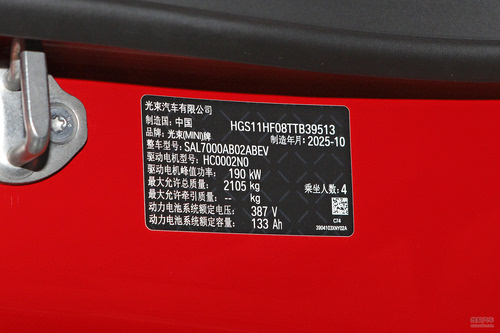 光束汽车有限公司
制造国: 中国 HGS11HF08TTB39513
品牌: 光束(MINI)牌 制造年月: 2025-10
整车型号: SAL7000AB02ABEV
驱动电机型号: HC0002N0
驱动电机峰值功率: 190 kW
最大允许总质量: 2105 kg 乘坐人数: 4
最大允许牵引质量: -- kg
动力电池系统额定电压: 387 V
动力电池系统额定容量: 133 Ah
C74